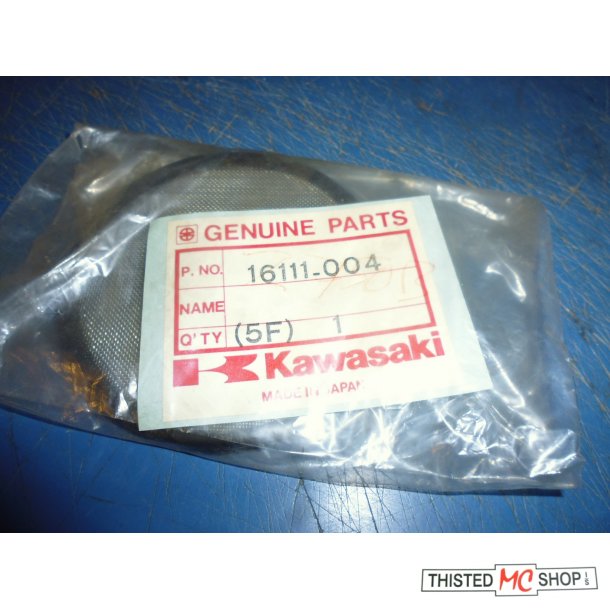 GENUINE PARTS
P. NO. 16111-004
NAME
Q'TY (5F) 1
Kawasaki
MADE IN JAPAN
THISTED MC SHOP I/S